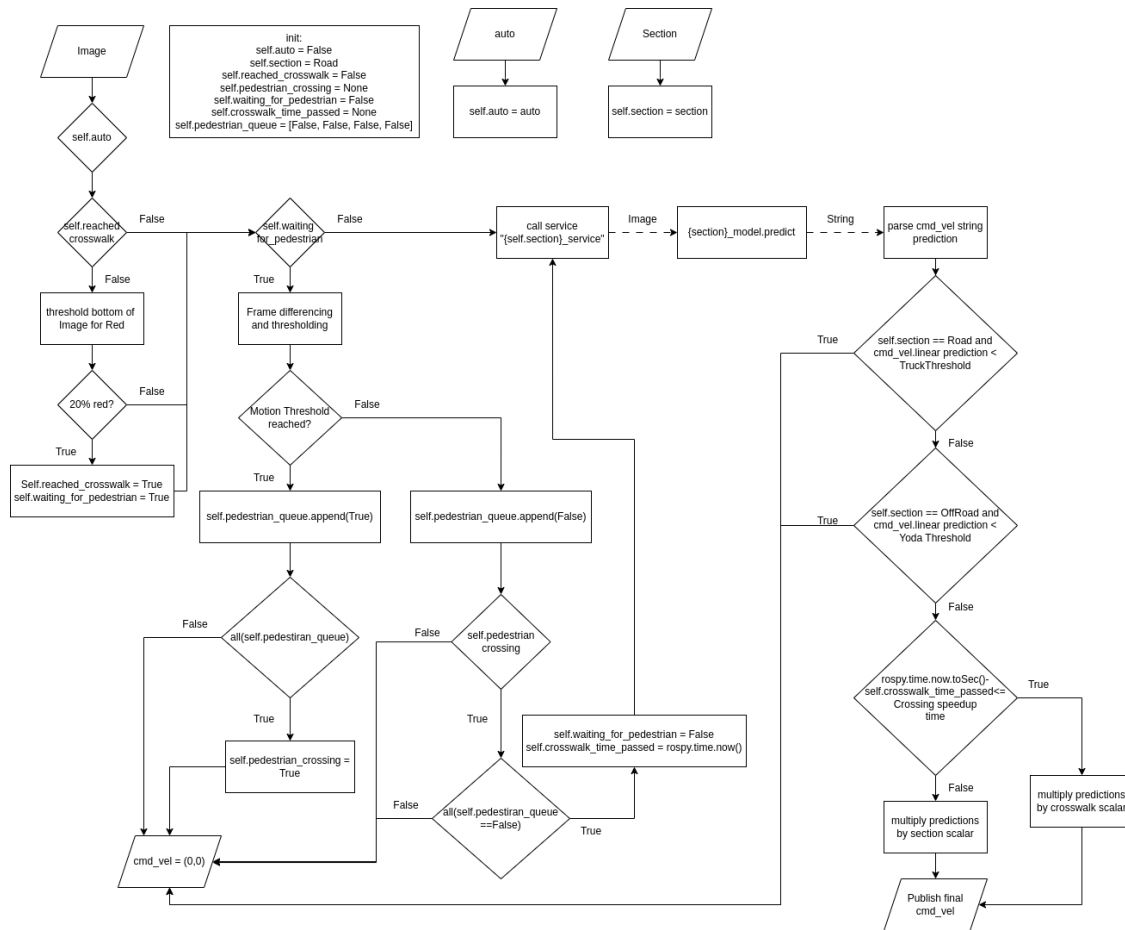 Image
init:
self.auto = False
self.section = Road
self.reached_crosswalk = False
self.pedestrian_crossing = None
self.waiting_for_pedestrian = False
self.crosswalk_time_passed = None
self.pedestrian_queue = [False, False, False, False]
auto
Section
self.auto = auto
self.section = section
self.auto
self.reached
crosswalk
False
self.waiting
for_pedestrian
False
call service
"{self.section}_service"
Image
{section}_model.predict
String
parse cmd_vel string
prediction
False
True
threshold bottom of
Image for Red
Frame differencing
and thresholding
True
self.section == Road and
cmd_vel.linear prediction <
TruckThreshold
20% red?
False
Motion Threshold
reached?
False
True
True
False
Self.reached_crosswalk = True
self.waiting_for_pedestrian = True
self.pedestrian_queue.append(True)
self.pedestrian_queue.append(False)
True
self.section == OffRoad and
cmd_vel.linear prediction <
Yoda Threshold
False
False
all(self.pedestiran_queue)
False
self.pedestrian
crossing
True
True
rospy.time.now.toSec()-
self.crosswalk_time_passed<=
Crossing speedup
time
True
self.pedestrian_crossing =
True
self.waiting_for_pedestrian = False
self.crosswalk_time_passed = rospy.time.now()
False
False
all(self.pedestiran_queue
==False)
True
multiply predictions
by section scalar
multiply predictions
by crosswalk scalar
cmd_vel = (0,0)
Publish final
cmd_vel